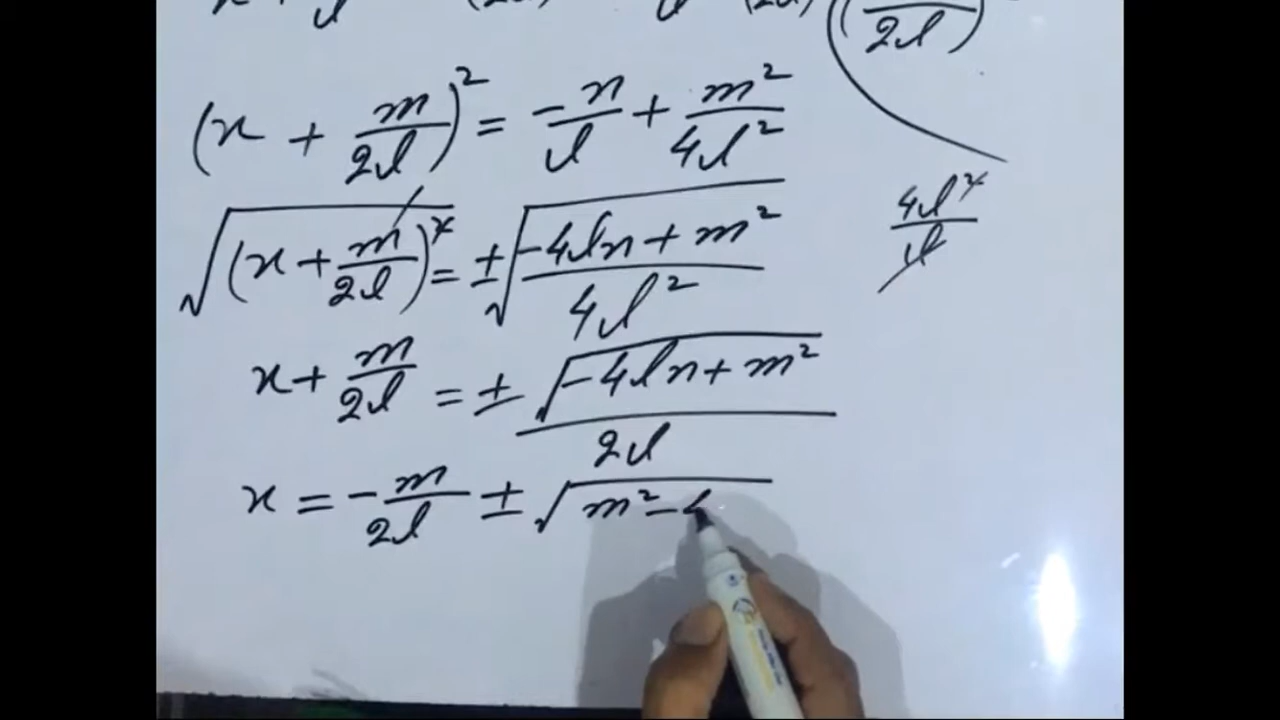 (x + m/2l)² = -n/l + m²/4l²
4l²/l
√(x + m/2l)² = ±√(-4ln + m²)/4l²
x + m/2l = ± √(-4ln + m²)/2l
x = -m/2l ± √m² - 4